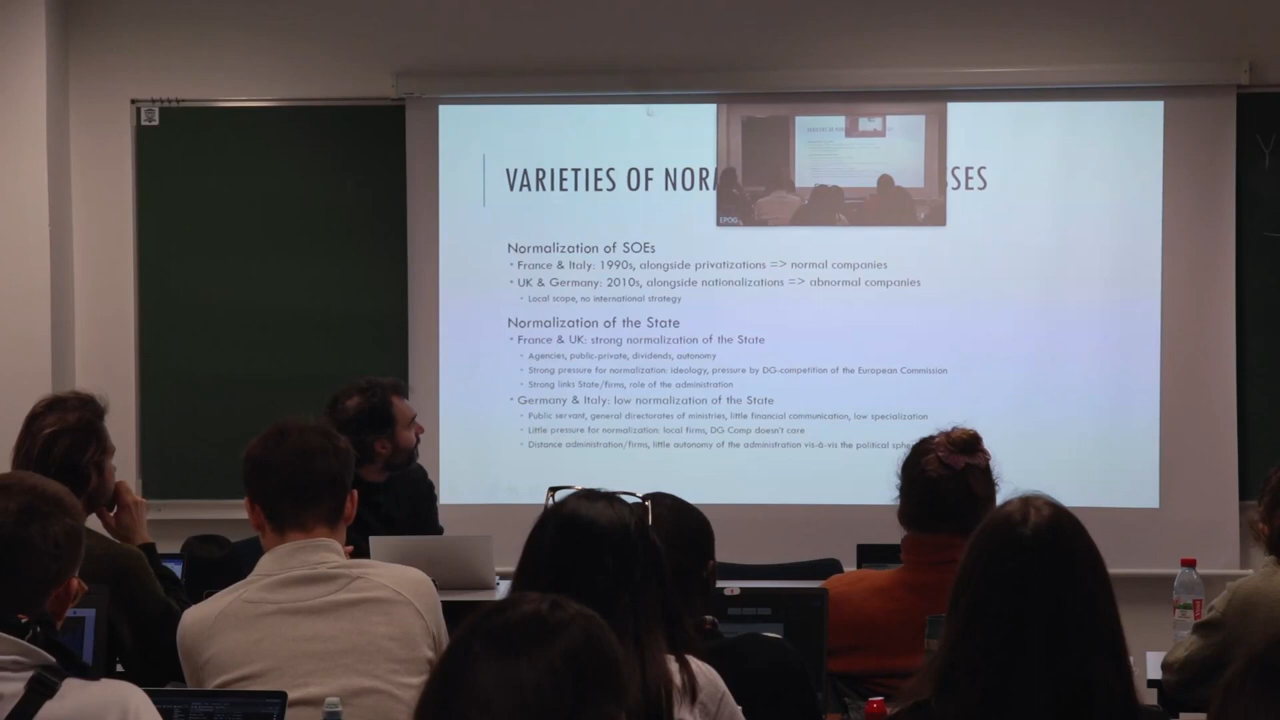 VARIETIES OF NORM SSES
EPOG
Normalization of SOEs
• France & Italy: 1990s, alongside privatizations => normal companies
• UK & Germany: 2010s, alongside nationalizations => abnormal companies
• Local scope, no international strategy
Normalization of the State
• France & UK: strong normalization of the State
• Agencies, public-private, dividends, autonomy
• Strong pressure for normalization: ideology, pressure by DG-competition of the European Commission
• Strong links State/firms, role of the administration
• Germany & Italy: low normalization of the State
• Public servant, general directorates of ministries, little financial communication, low specialization
• Little pressure for normalization: local firms, DG Comp doesn't care
• Distance administration/firms, little autonomy of the administration vis-à-vis the political sphe